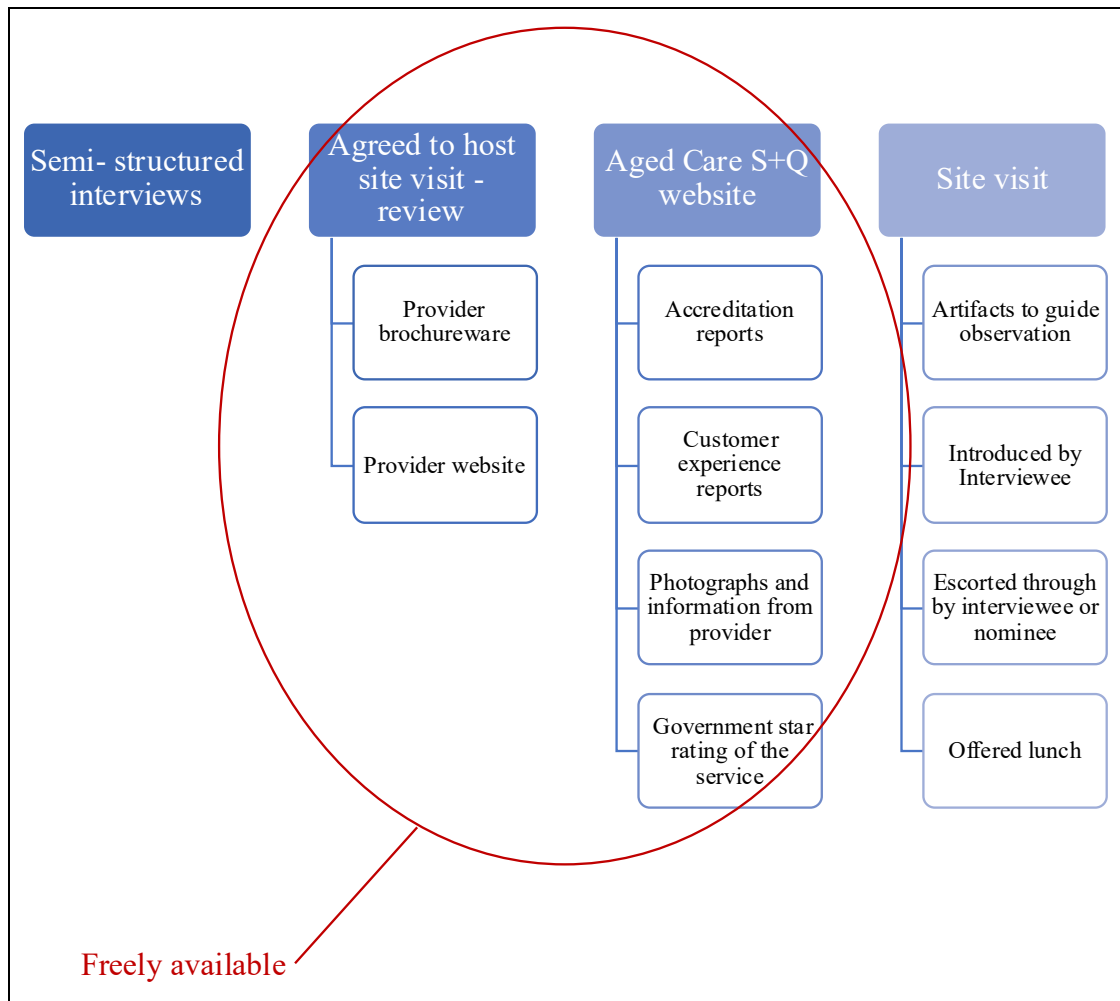 Semi- structured
interviews
Agreed to host
site visit -
review
Provider
brochureware
Provider website
Aged Care S+Q
website
Accreditation
reports
Customer
experience
reports
Photographs and
information from
provider
Government star
rating of the
service
Site visit
Artifacts to guide
observation
Introduced by
Interviewee
Escorted through
by interviewee or
nominee
Offered lunch
Freely available